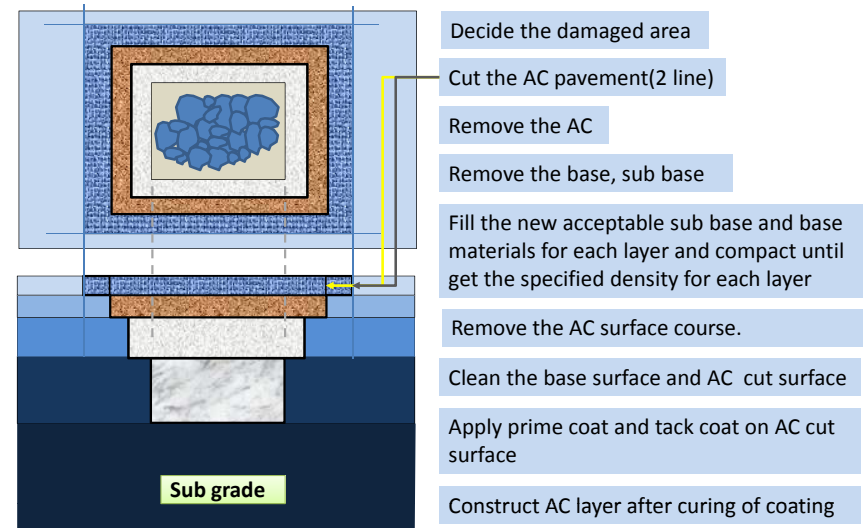 Decide the damaged area
Cut the AC pavement(2 line)
Remove the AC
Remove the base, sub base
Fill the new acceptable sub base and base
materials for each layer and compact until
get the specified density for each layer
Remove the AC surface course.
Clean the base surface and AC cut surface
Apply prime coat and tack coat on AC cut
surface
Construct AC layer after curing of coating
Sub grade